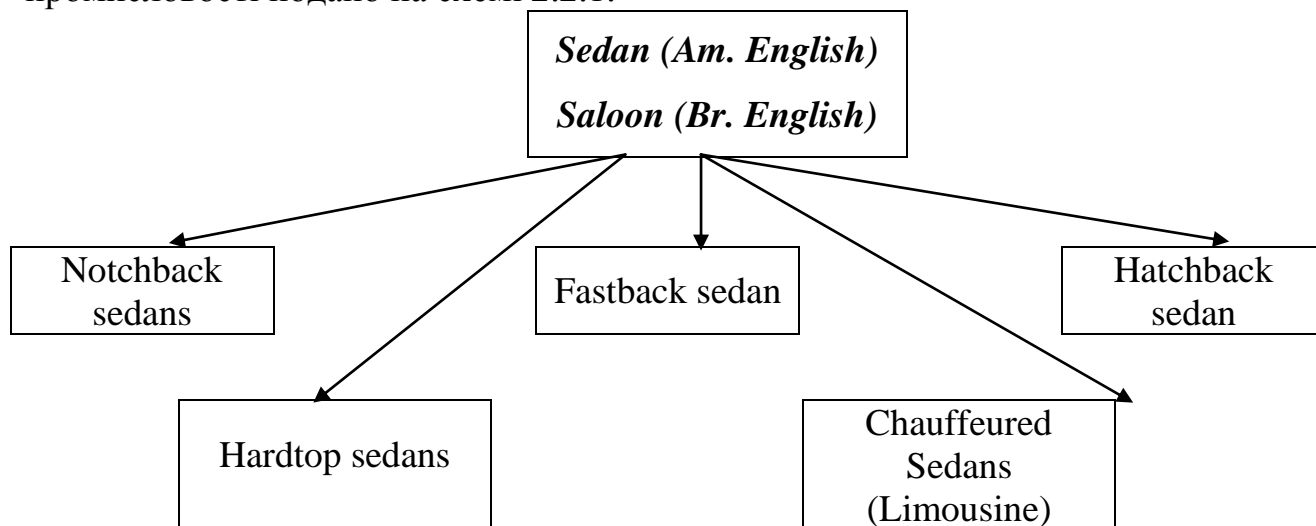 Sedan (Am. English)
Saloon (Br. English)
Notchback
sedans
Fastback sedan
Hatchback
sedan
Hardtop sedans
Chauffeured
Sedans
(Limousine)